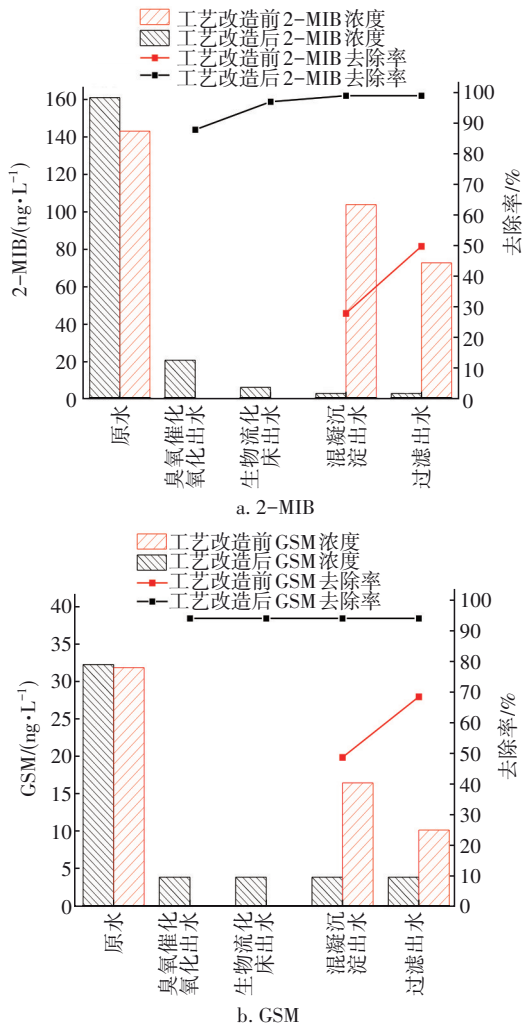 工艺改造前2-MIB浓度
工艺改造后2-MIB浓度
工艺改造前2-MIB去除率
工艺改造后2-MIB去除率
160
140
120
100
80
60
40
20
0
2-MIB/(ng·L⁻¹)
100
90
80
70
60
50
40
30
20
10
0
去除率/%
原水
臭氧催化
氧化出水
生物流化
床出水
混凝沉
淀出水
过滤出水
a. 2-MIB
工艺改造前GSM浓度
工艺改造后GSM浓度
工艺改造前GSM去除率
工艺改造后GSM去除率
40
35
30
25
20
15
10
5
0
GSM/(ng·L⁻¹)
100
90
80
70
60
50
40
30
20
10
0
去除率/%
原水
臭氧催化
氧化出水
生物流化
床出水
混凝沉
淀出水
过滤出水
b. GSM